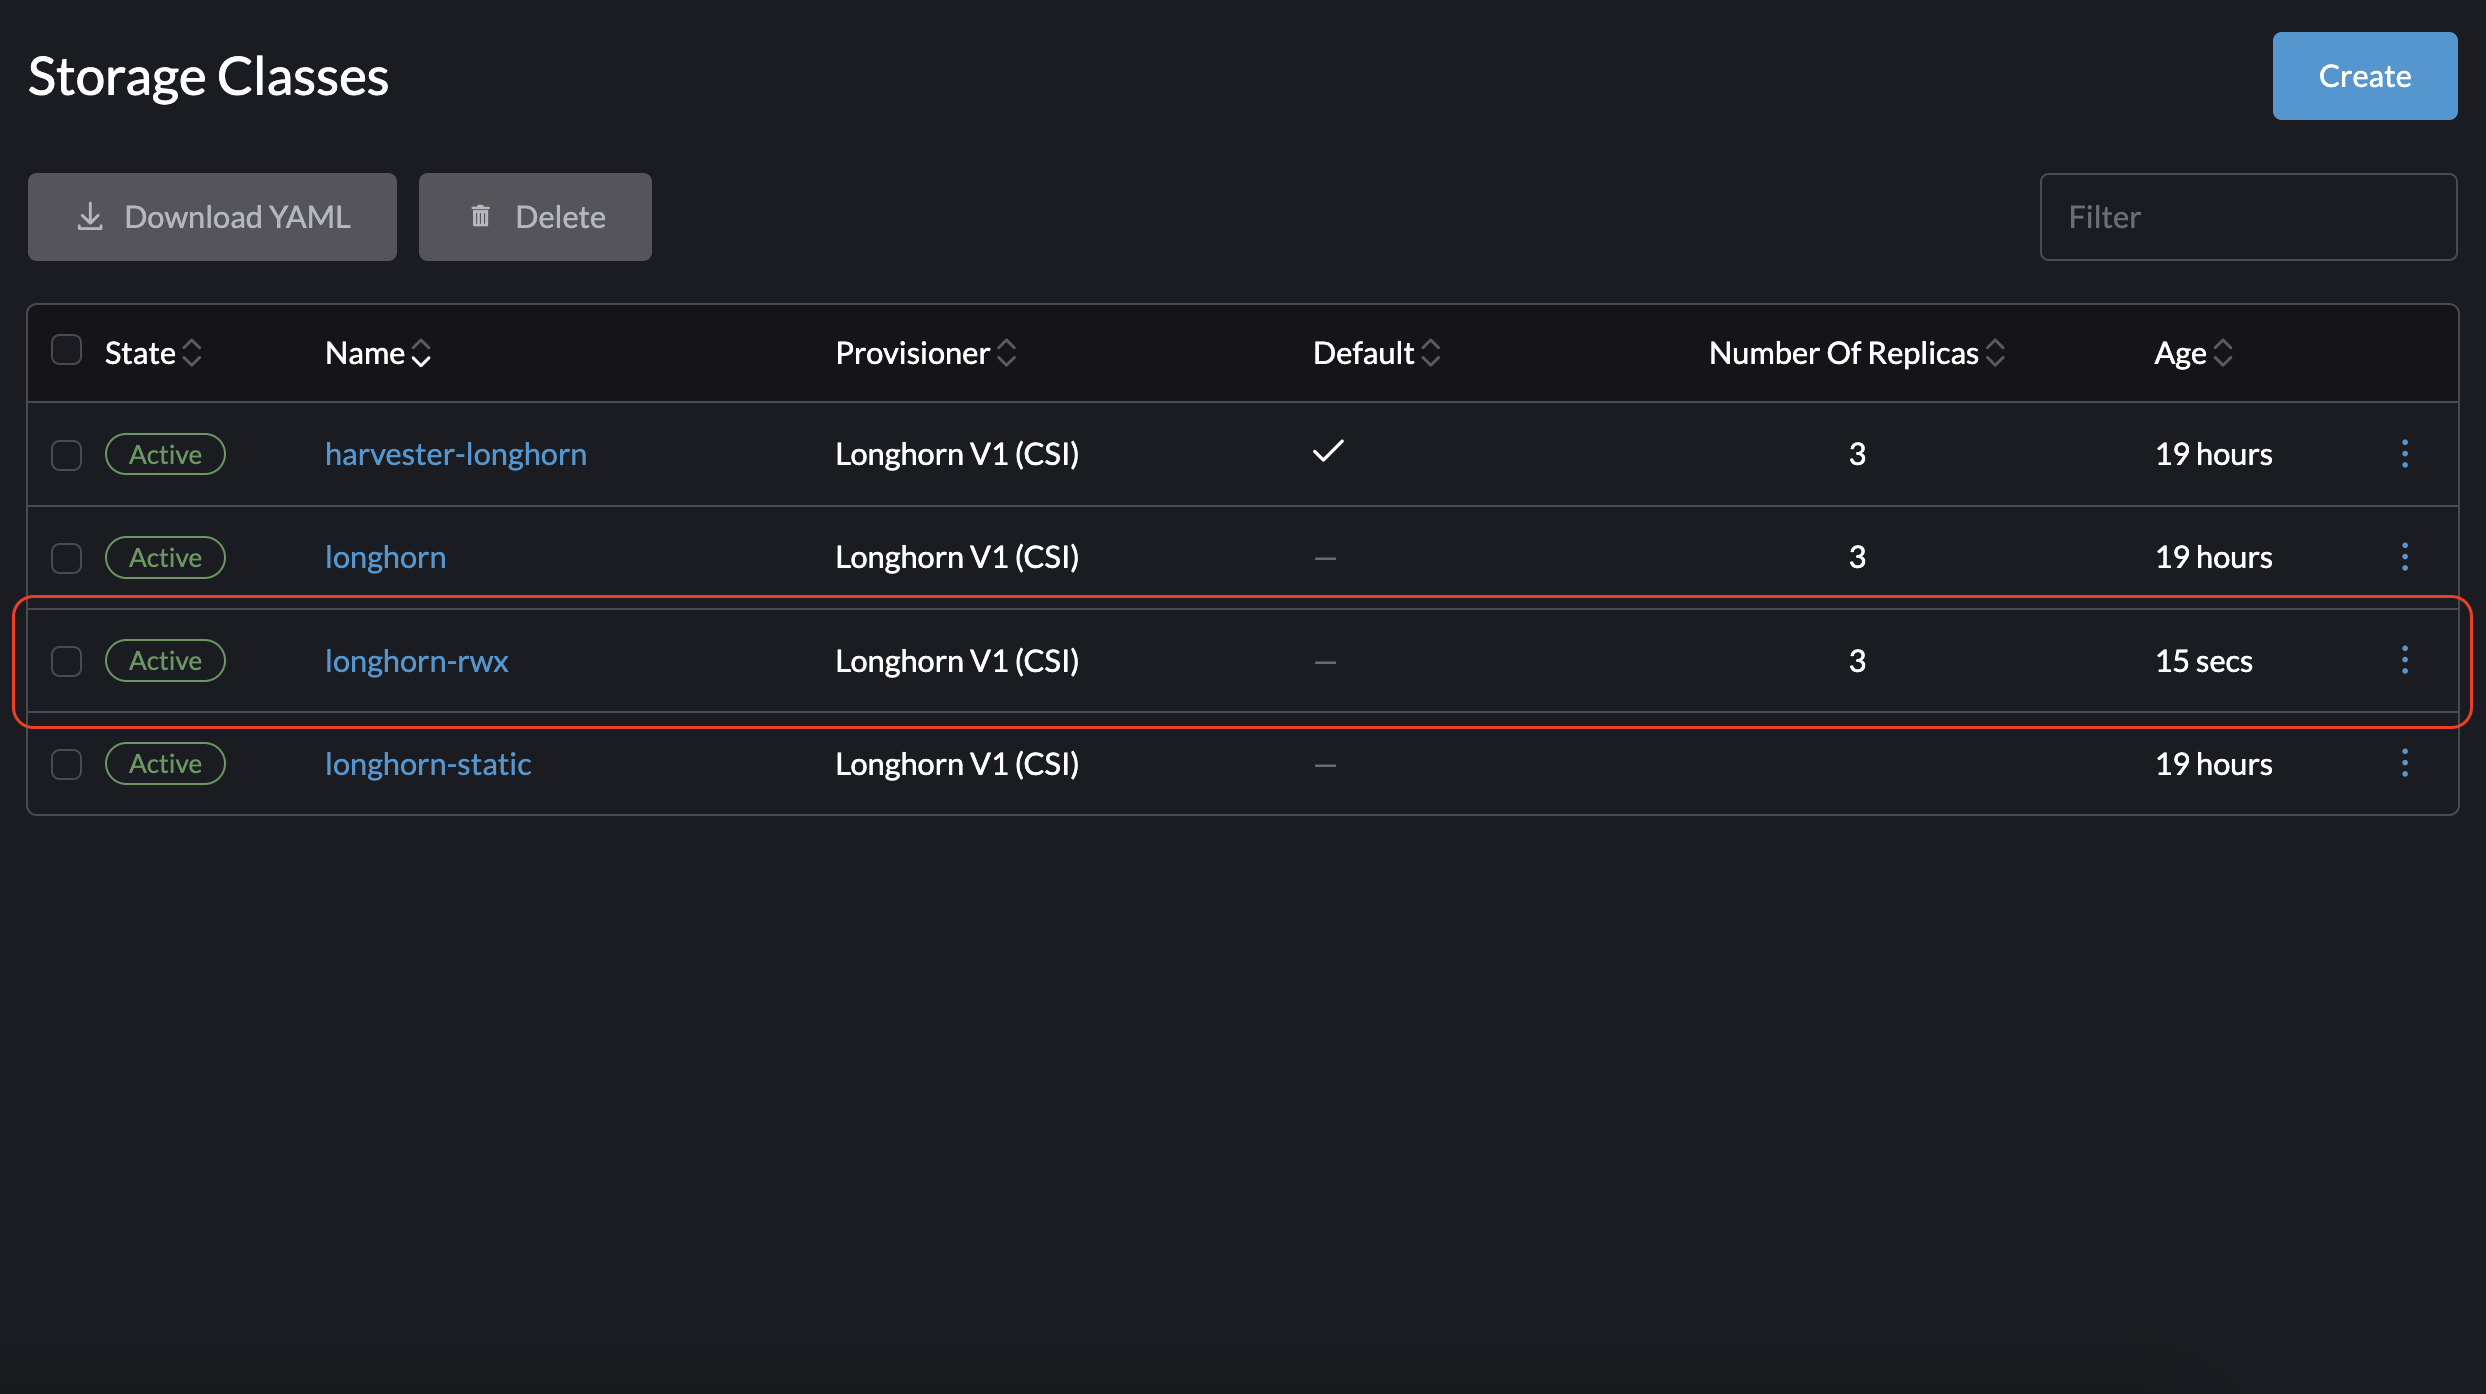 Storage Classes
Create
Download YAML
Delete
Filter
State Name Provisioner Default Number Of Replicas Age
Active harvester-longhorn Longhorn V1 (CSI) 3 19 hours
Active longhorn Longhorn V1 (CSI) — 3 19 hours
Active longhorn-rwx Longhorn V1 (CSI) — 3 15 secs
Active longhorn-static Longhorn V1 (CSI) — 19 hours